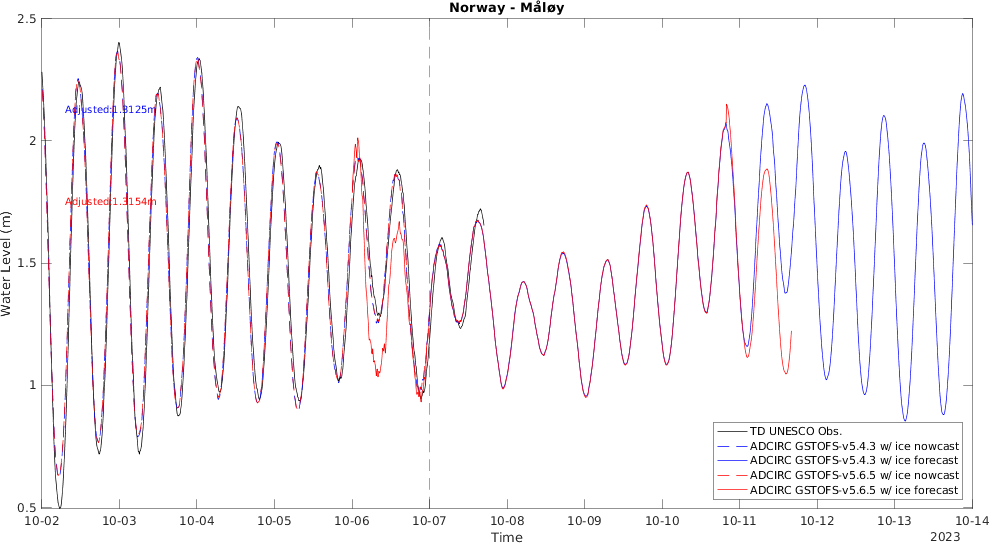 Norway - Måløy
Water Level (m)
2.5
2
1.5
1
0.5
Adjusted:1.3125m
Adjusted:1.3154m
TD UNESCO Obs.
ADCIRC GSTOFS-v5.4.3 w/ ice nowcast
ADCIRC GSTOFS-v5.4.3 w/ ice forecast
ADCIRC GSTOFS-v5.6.5 w/ ice nowcast
ADCIRC GSTOFS-v5.6.5 w/ ice forecast
10-02 10-03 10-04 10-05 10-06 10-07 10-08 10-09 10-10 10-11 10-12 10-13 10-14
Time
2023